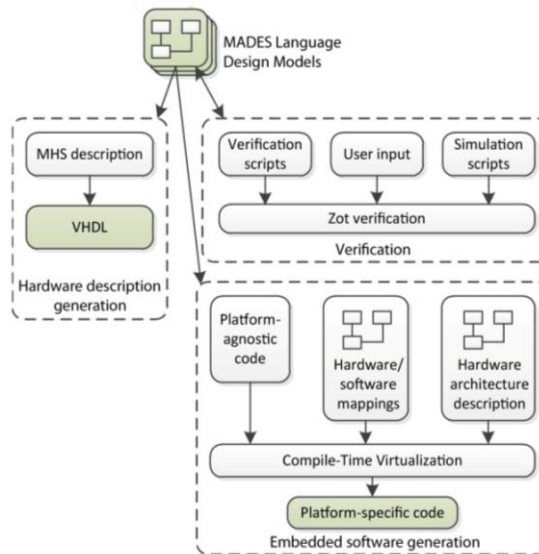 MADES Language
Design Models
MHS description
VHDL
Hardware description
generation
Verification
scripts
User input
Simulation
scripts
Zot verification
Verification
Platform-
agnostic
code
Hardware/
software
mappings
Hardware
architecture
description
Compile-Time Virtualization
Platform-specific code
Embedded software generation